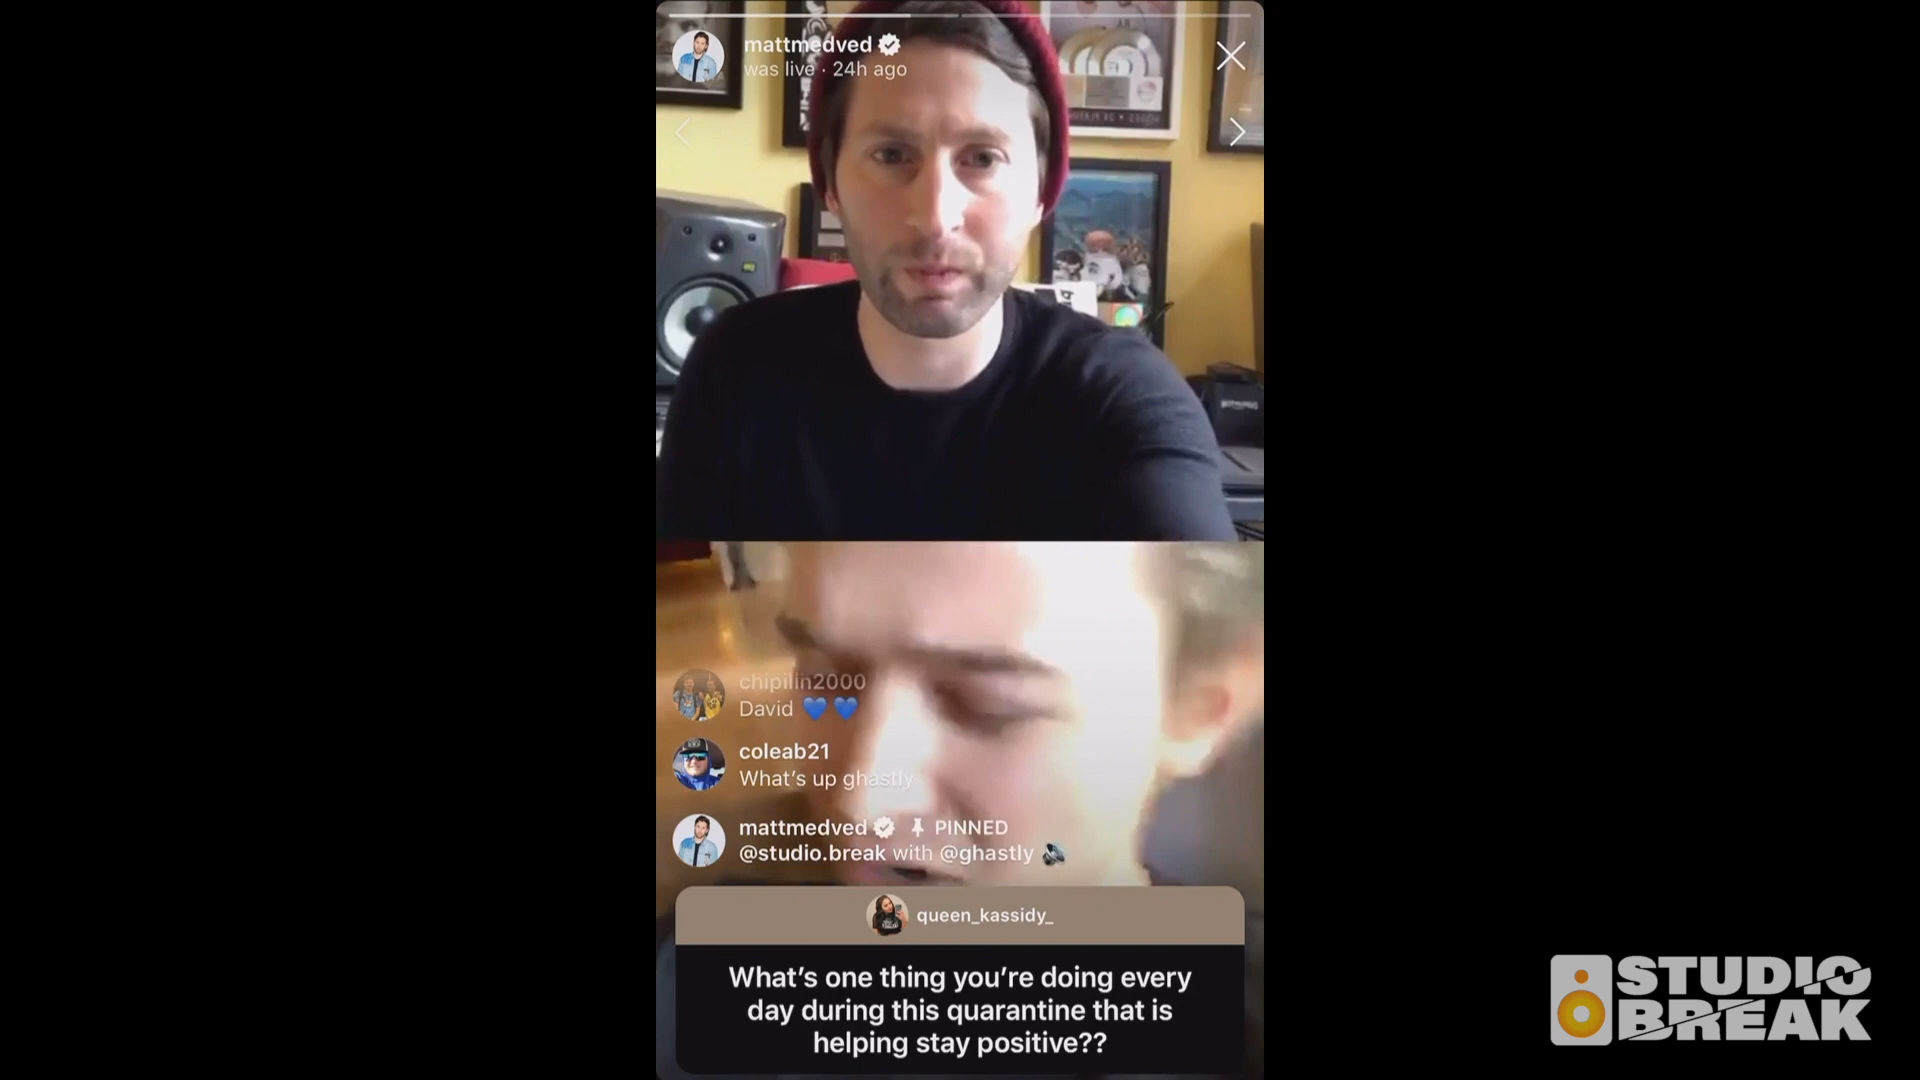 mattmedved
was live · 24h ago
chipilin2000
David 💙 💙
coleab21
What's up ghastly
mattmedved PINNED
@studio.break with @ghastly 🔊
queen_kassidy_
What's one thing you're doing every
day during this quarantine that is
helping stay positive??
STUDIO
BREAK